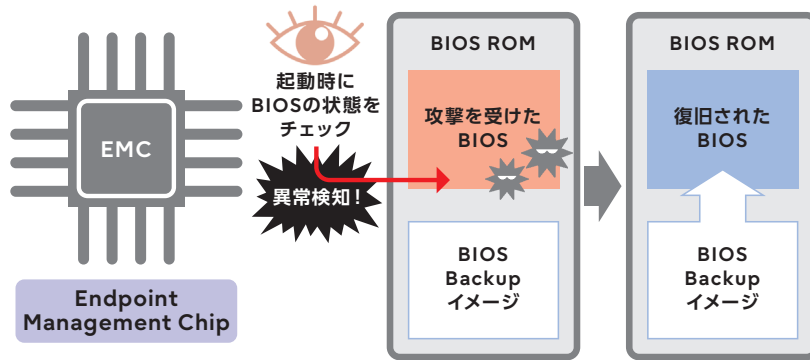 EMC
Endpoint
Management Chip
起動時に
BIOSの状態を
チェック
異常検知!
BIOS ROM
攻撃を受けた
BIOS
BIOS
Backup
イメージ
BIOS ROM
復旧された
BIOS
BIOS
Backup
イメージ